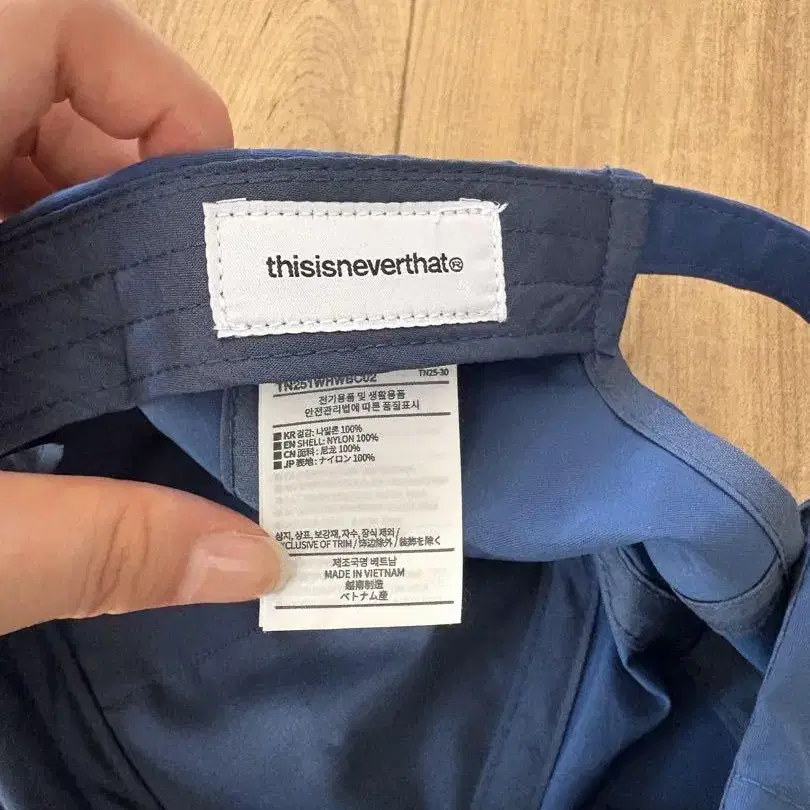 thisisneverthat®
TN251WHWBC02
TN25-30
전기용품 및 생활용품
안전관리법에 따른 품질표시
KR 겉감: 나일론 100%
EN SHELL: NYLON 100%
CN 面料: 尼龙 100%
JP 表地: ナイロン 100%
심지, 상표, 보강재, 자수, 장식 제외 /
EXCLUSIVE OF TRIM / 饰边除外 / 装飾を除く
제조국명 베트남
MADE IN VIETNAM
越南制造
ベトナム産